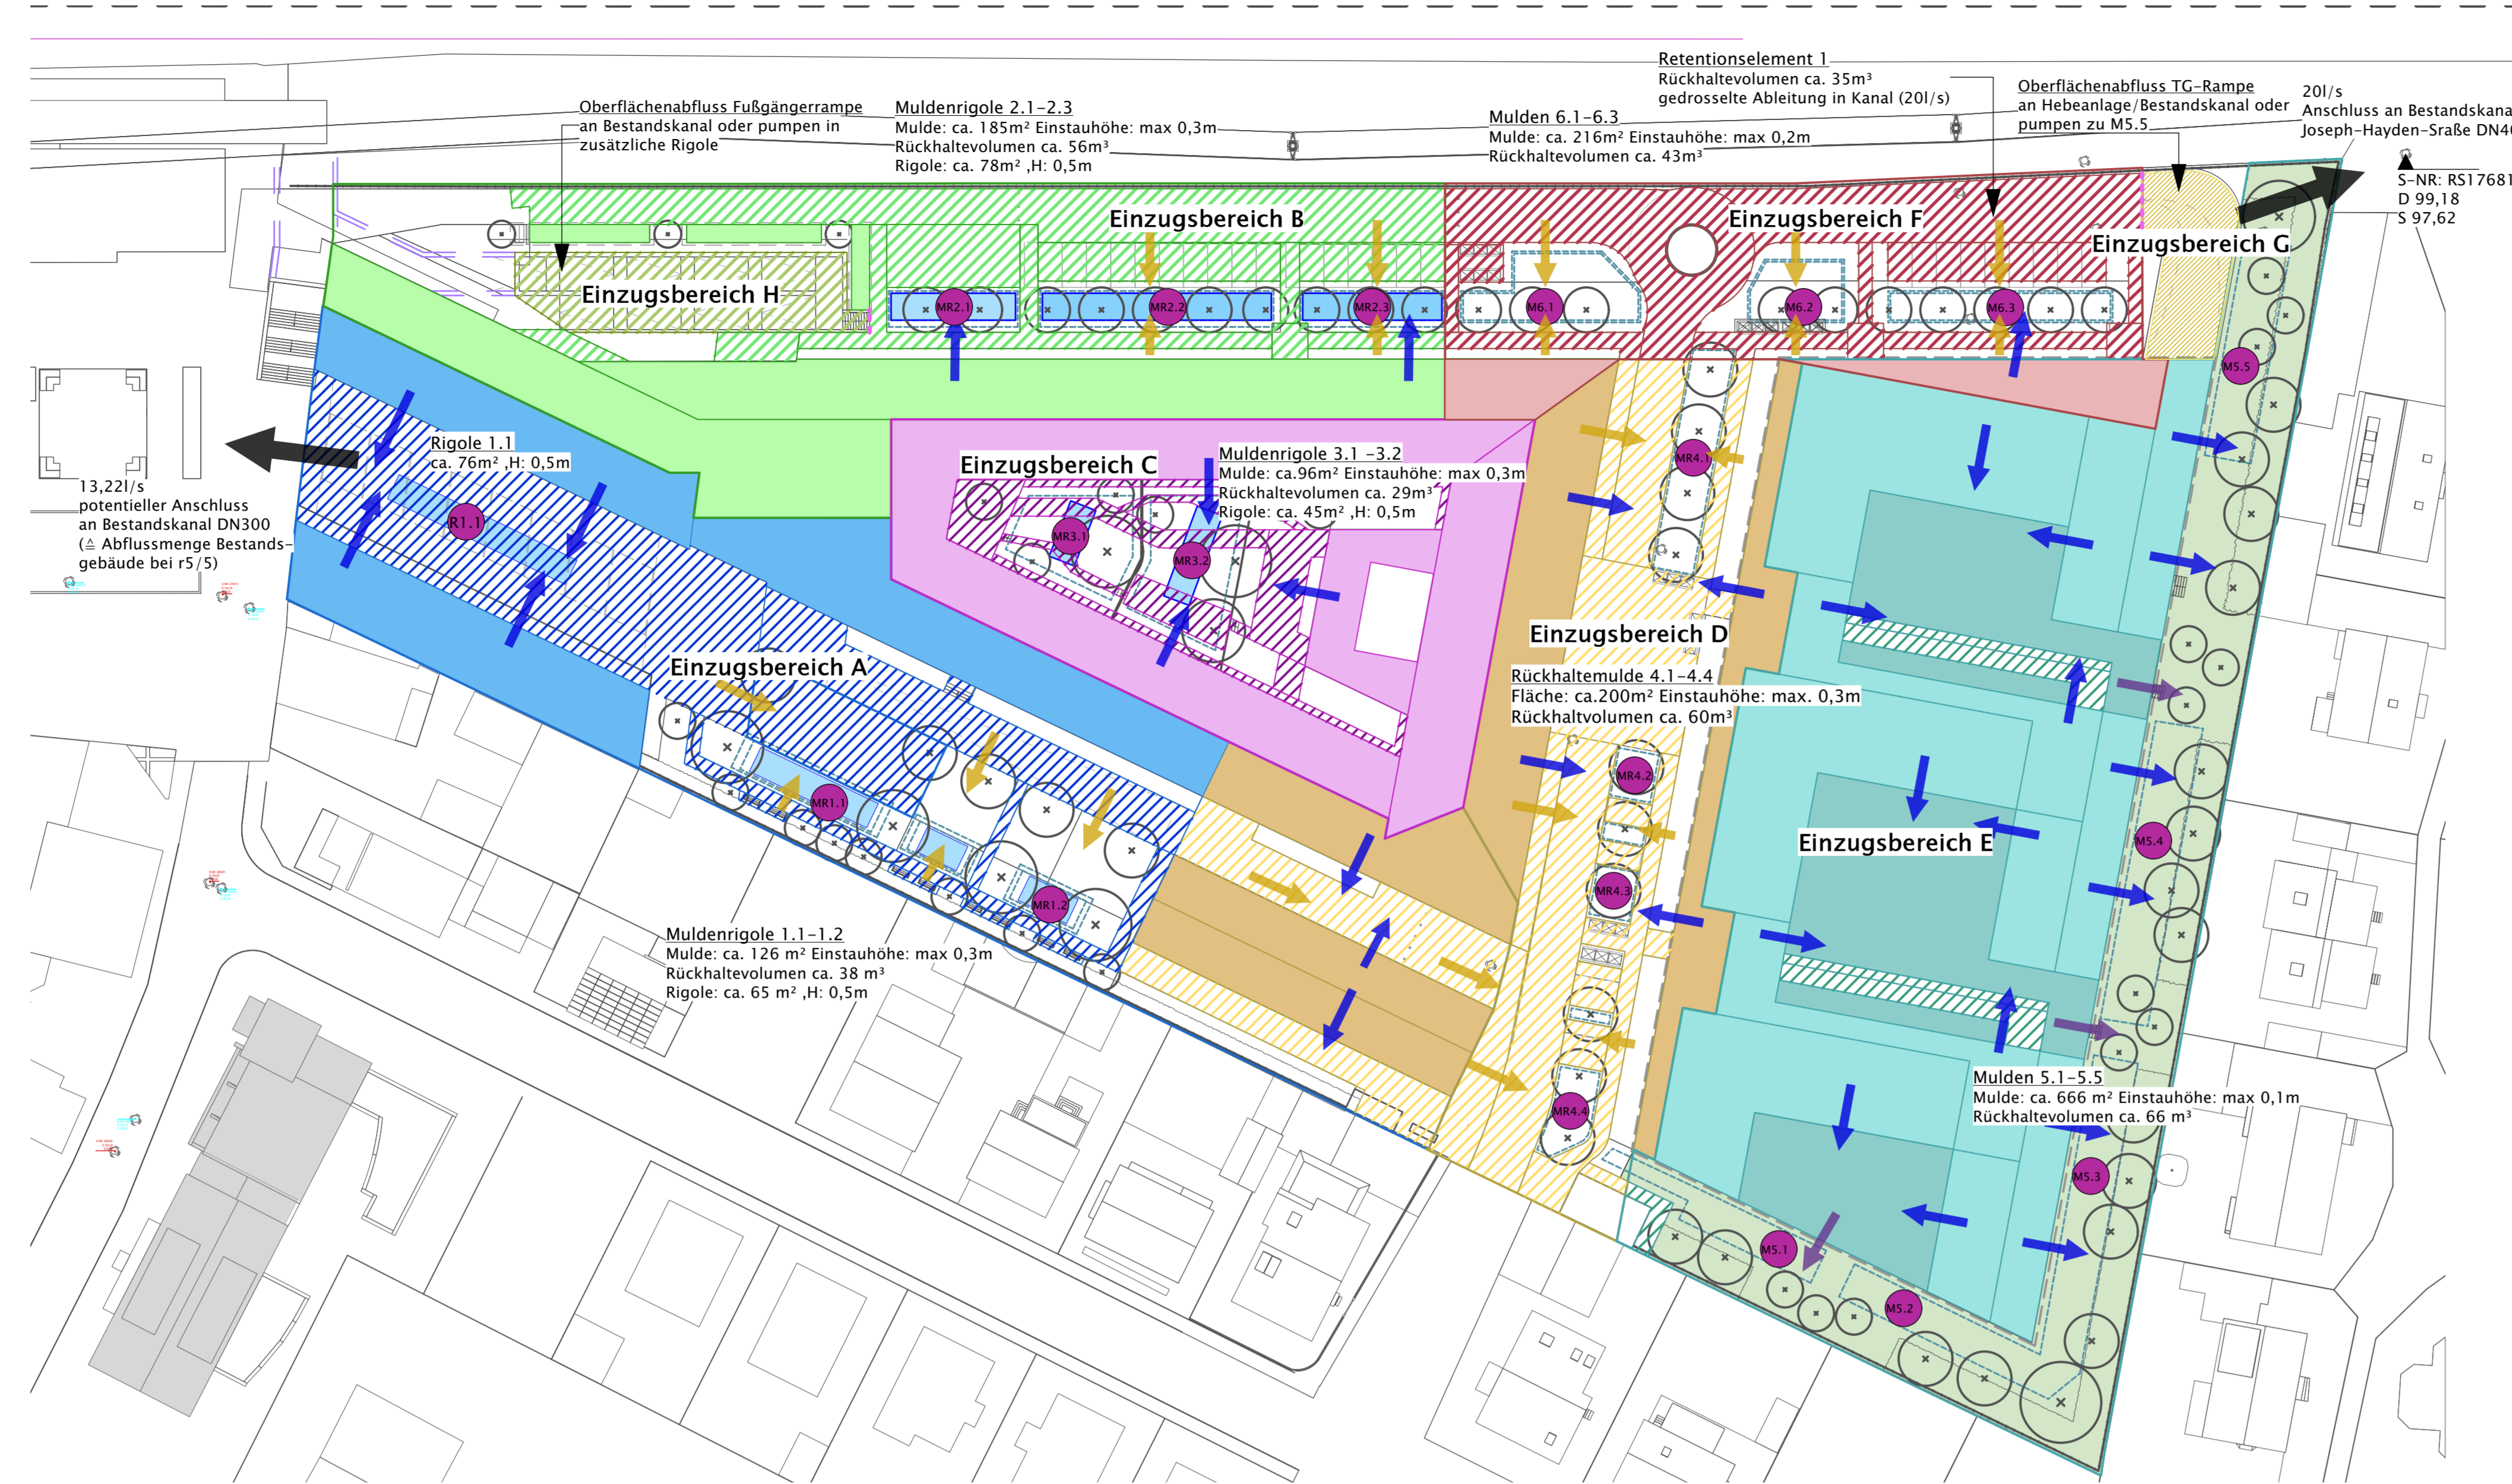 Retentionselement 1
Rückhaltevolumen ca. 35m³
gedrosselte Ableitung in Kanal (20l/s)
Oberflächenabfluss TG-Rampe
an Hebeanlage/Bestandskanal oder
pumpen zu M5.5
20l/s
Anschluss an Bestandskana
Joseph-Hayden-Sraße DN40
S-NR: RS17681
D 99,18
S 97,62
Oberflächenabfluss Fußgängerrampe
an Bestandskanal oder pumpen in
zusätzliche Rigole
Muldenrigole 2.1-2.3
Mulde: ca. 185m² Einstauhöhe: max 0,3m
Rückhaltevolumen ca. 56m³
Rigole: ca. 78m² ,H: 0,5m
Mulden 6.1-6.3
Mulde: ca. 216m² Einstauhöhe: max 0,2m
Rückhaltevolumen ca. 43m³
Einzugsbereich B
Einzugsbereich F
Einzugsbereich G
Einzugsbereich H
MR2.1
MR2.2
MR2.3
M6.1
M6.2
M6.3
M5.5
Rigole 1.1
ca. 76m² ,H: 0,5m
R1.1
13,22l/s
potentieller Anschluss
an Bestandskanal DN300
(≙ Abflussmenge Bestands-
gebäude bei r5/5)
Einzugsbereich C
Muldenrigole 3.1 -3.2
Mulde: ca.96m² Einstauhöhe: max 0,3m
Rückhaltevolumen ca. 29m³
Rigole: ca. 45m² ,H: 0,5m
MR3.1
MR3.2
MR4.1
Einzugsbereich D
Rückhaltemulde 4.1-4.4
Fläche: ca.200m² Einstauhöhe: max. 0,3m
Rückhaltvolumen ca. 60m³
Einzugsbereich A
MR4.2
MR1.1
MR4.3
MR1.2
Einzugsbereich E
M5.4
Muldenrigole 1.1-1.2
Mulde: ca. 126 m² Einstauhöhe: max 0,3m
Rückhaltevolumen ca. 38 m³
Rigole: ca. 65 m² ,H: 0,5m
Mulden 5.1-5.5
Mulde: ca. 666 m² Einstauhöhe: max 0,1m
Rückhaltevolumen ca. 66 m³
MR4.4
M5.3
M5.1
M5.2